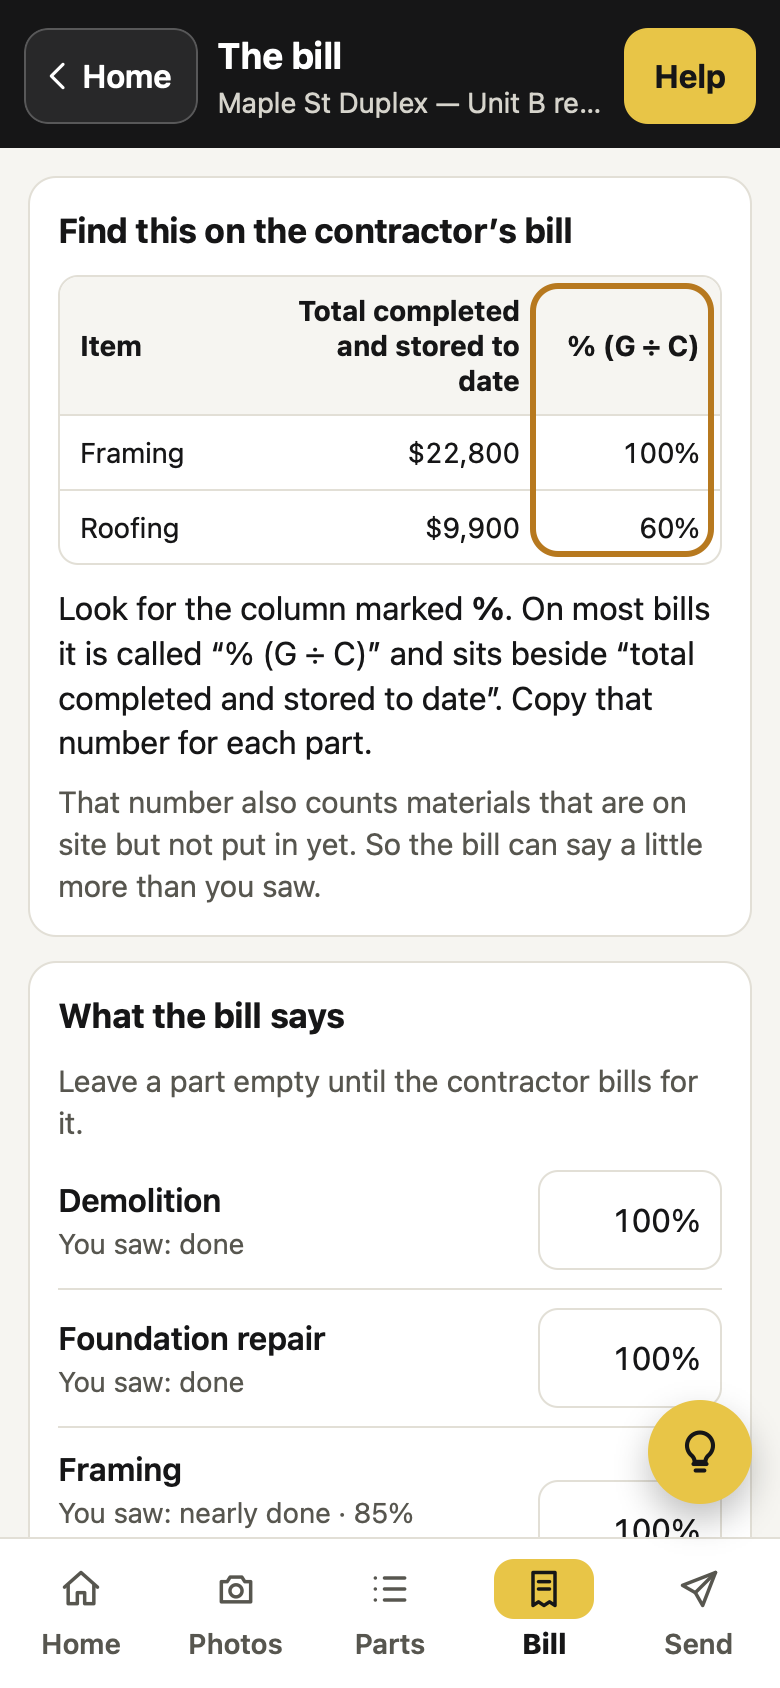 Home
The bill
Maple St Duplex — Unit B re...
Help
Find this on the contractor’s bill
Item
Total completed
and stored to
date
% (G ÷ C)
Framing $22,800 100%
Roofing $9,900 60%
Look for the column marked %. On most bills
it is called “% (G ÷ C)” and sits beside “total
completed and stored to date”. Copy that
number for each part.
That number also counts materials that are on
site but not put in yet. So the bill can say a little
more than you saw.
What the bill says
Leave a part empty until the contractor bills for
it.
Demolition
You saw: done
100%
Foundation repair
You saw: done
100%
Framing
You saw: nearly done · 85%
100%
Home
Photos
Parts
Bill
Send